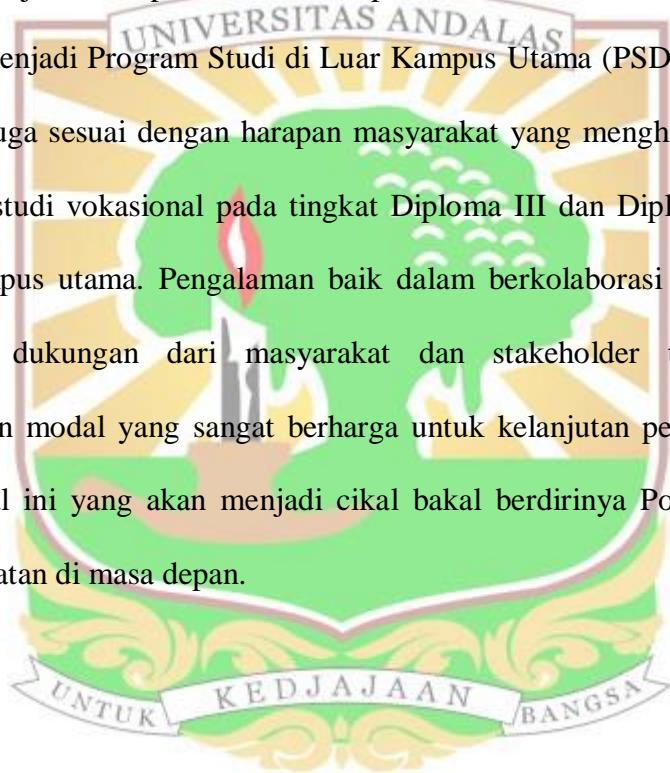 UNIVERSITAS ANDALAS
enjadi Program Studi di Luar Kampus Utama (PSD
uga sesuai dengan harapan masyarakat yang mengh
studi vokasional pada tingkat Diploma III dan Dipl
pus utama. Pengalaman baik dalam berkolaborasi
dukungan dari masyarakat dan stakeholder t
n modal yang sangat berharga untuk kelanjutan pe
l ini yang akan menjadi cikal bakal berdirinya Po
atan di masa depan.
UNTUK KEDJAJAAN BANGSA